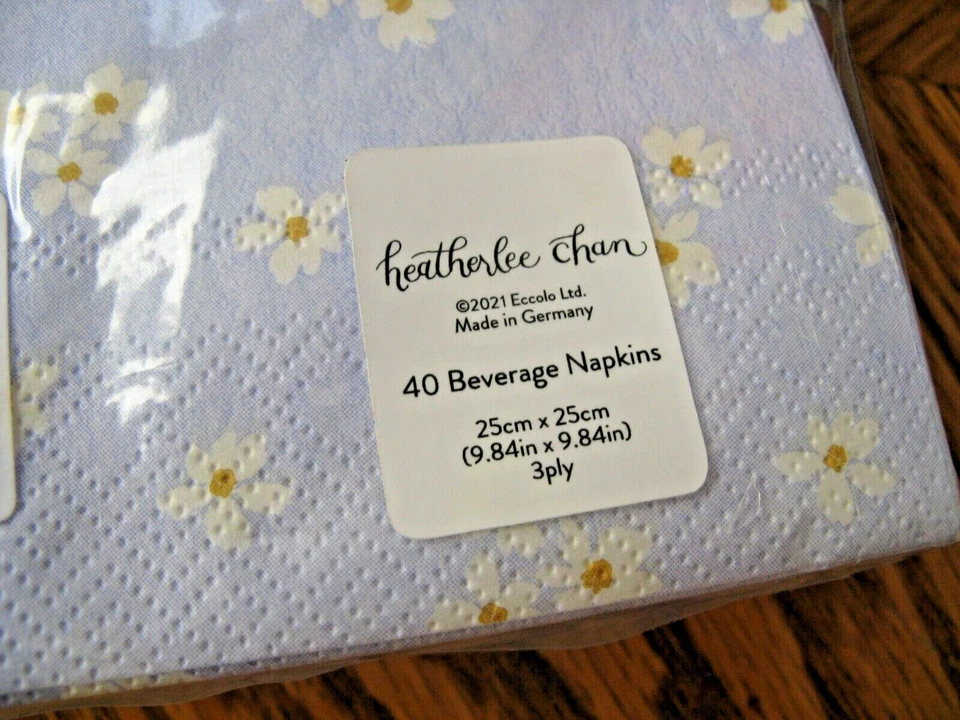 heatherlee chan
©2021 Eccolo Ltd.
Made in Germany
40 Beverage Napkins
25cm x 25cm
(9.84in x 9.84in)
3ply